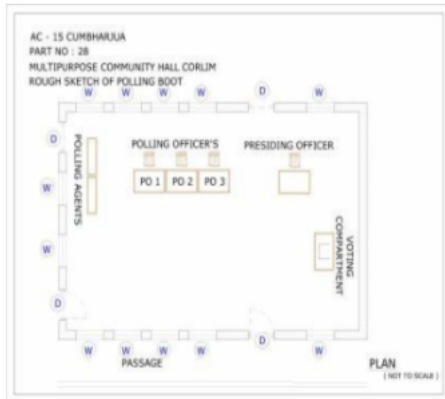 AC - 15 CUMBHARJUA
PART NO : 28
MULTIPURPOSE COMMUNITY HALL CORLIM
ROUGH SKETCH OF POLLING BOOT
W W W W D W
D
POLLING AGENTS
POLLING OFFICER'S
PRESIDING OFFICER
PO 1 PO 2 PO 3
W
W
VOTING
COMPARTMENT
D
W W W W D W
PASSAGE
PLAN
( NOT TO SCALE )